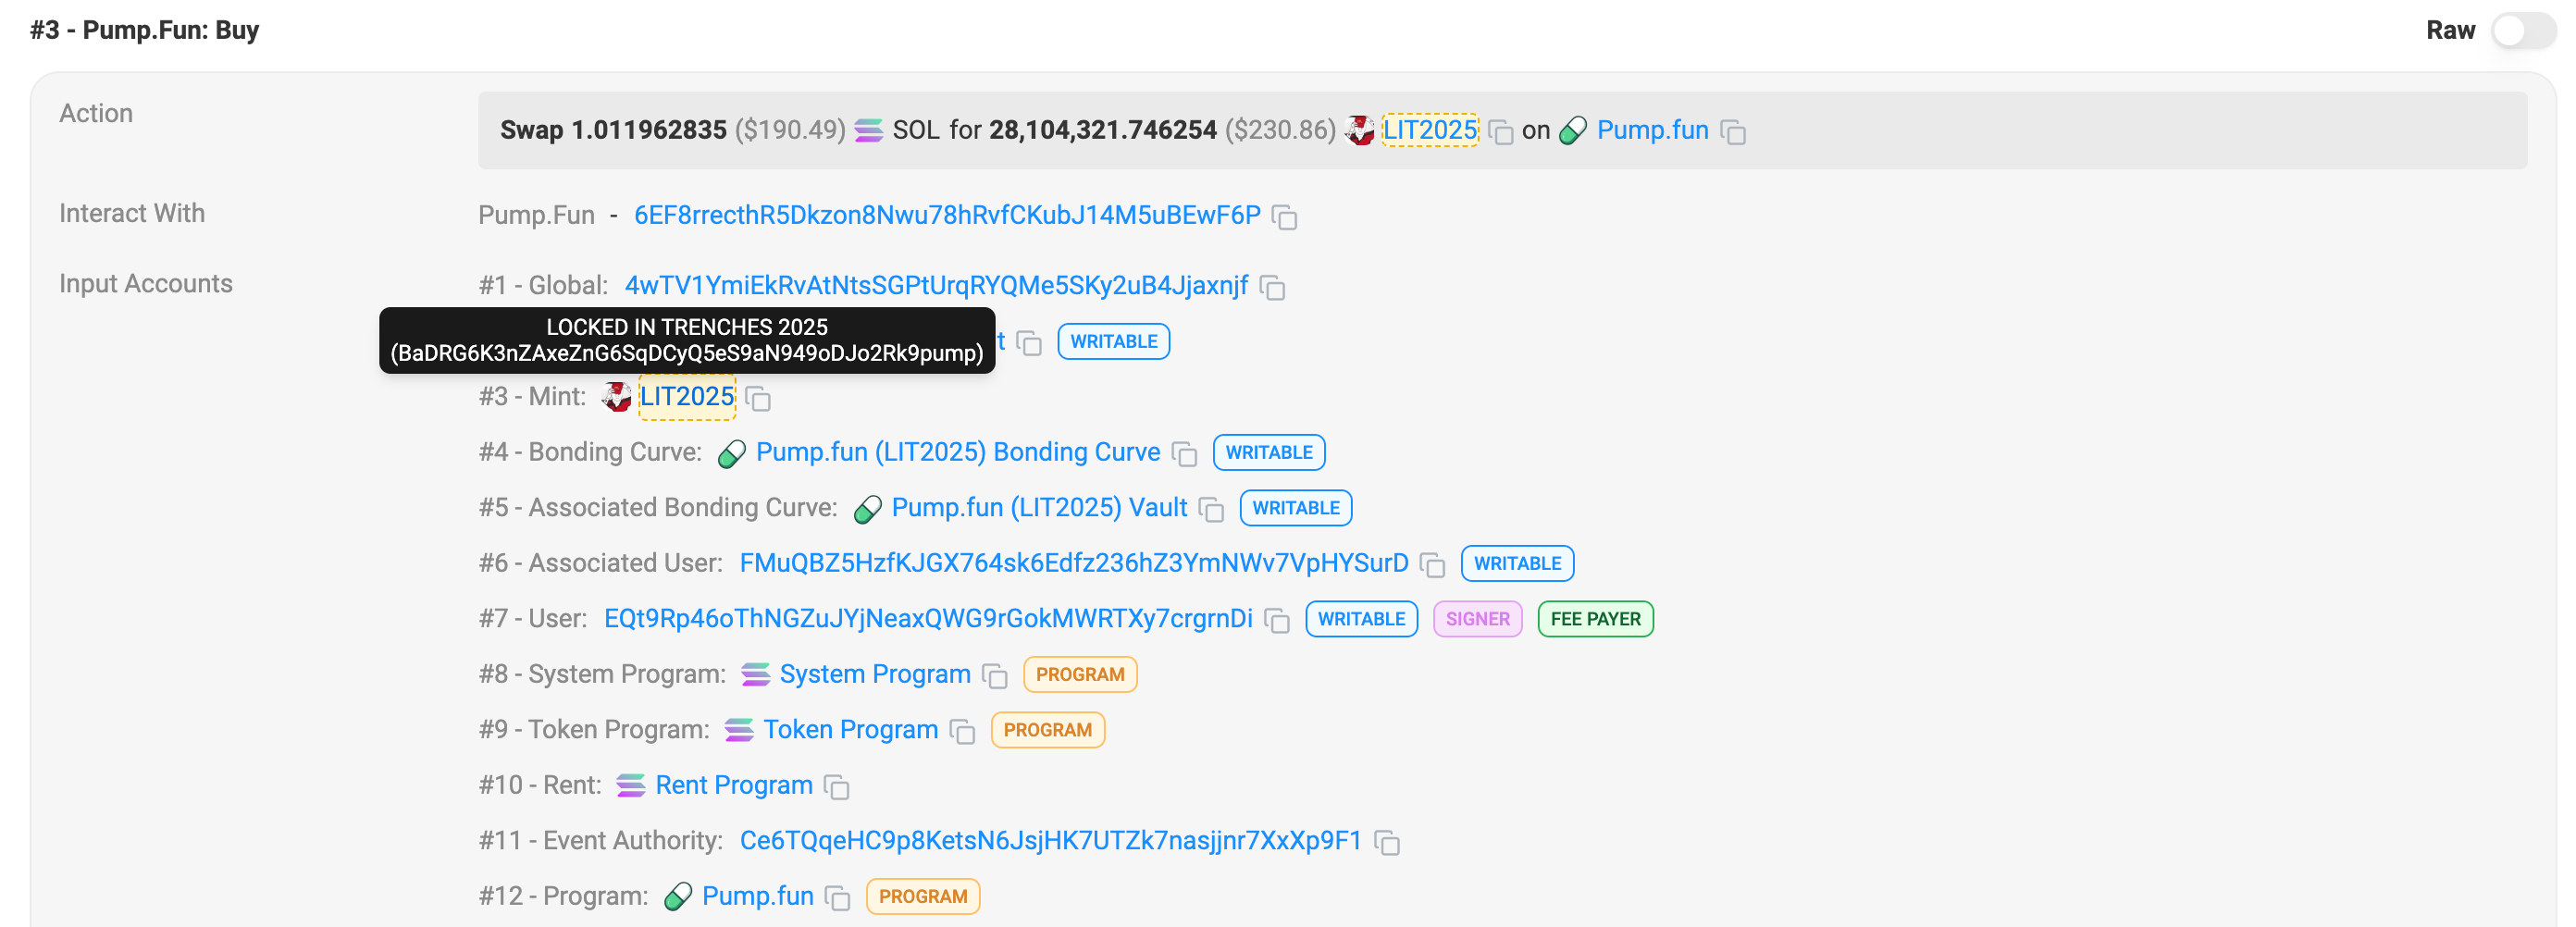 #3 - Pump.Fun: Buy
Raw
Action
Swap 1.011962835 ($190.49) SOL for 28,104,321.746254 ($230.86) LIT2025 on Pump.fun
Interact With
Pump.Fun - 6EF8rrecthR5Dkzon8Nwu78hRvfCKubJ14M5uBEwF6P
Input Accounts
#1 - Global: 4wTV1YmiEkRvAtNtsSGPtUrqRYQMe5SKy2uB4Jjaxnjf
LOCKED IN TRENCHES 2025
(BaDRG6K3nZAxeZnG6SqDCyQ5eS9aN949oDJo2Rk9pump)
t WRITABLE
#3 - Mint: LIT2025
#4 - Bonding Curve: Pump.fun (LIT2025) Bonding Curve WRITABLE
#5 - Associated Bonding Curve: Pump.fun (LIT2025) Vault WRITABLE
#6 - Associated User: FMuQBZ5HzfKJGX764sk6Edfz236hZ3YmNWv7VpHYSurD WRITABLE
#7 - User: EQt9Rp46oThNGZuJYjNeaxQWG9rGokMWRTXy7crgrnDi WRITABLE SIGNER FEE PAYER
#8 - System Program: System Program PROGRAM
#9 - Token Program: Token Program PROGRAM
#10 - Rent: Rent Program
#11 - Event Authority: Ce6TQqeHC9p8KetsN6JsjHK7UTZk7nasjjnr7XxXp9F1
#12 - Program: Pump.fun PROGRAM